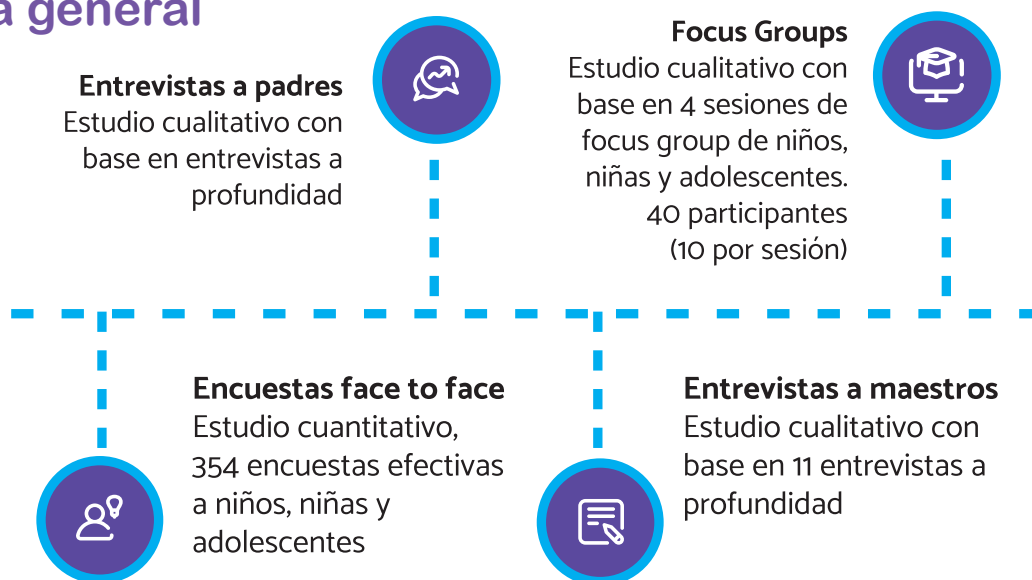 a general
Entrevistas a padres
Estudio cualitativo con
base en entrevistas a
profundidad
Focus Groups
Estudio cualitativo con
base en 4 sesiones de
focus group de niños,
niñas y adolescentes.
40 participantes
(10 por sesión)
Encuestas face to face
Estudio cuantitativo,
354 encuestas efectivas
a niños, niñas y
adolescentes
Entrevistas a maestros
Estudio cualitativo con
base en 11 entrevistas a
profundidad